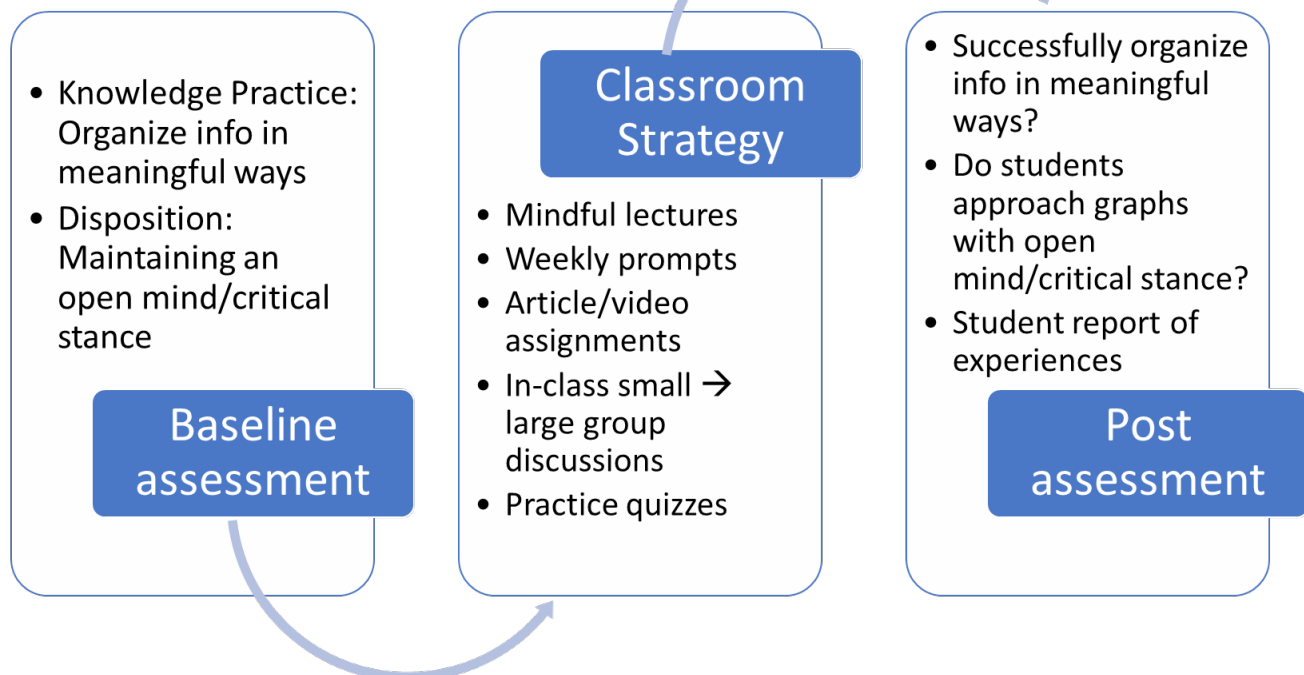 • Knowledge Practice:
Organize info in
meaningful ways
• Disposition:
Maintaining an
open mind/critical
stance
Baseline
assessment
Classroom
Strategy
• Mindful lectures
• Weekly prompts
• Article/video
assignments
• In-class small →
large group
discussions
• Practice quizzes
• Successfully organize
info in meaningful
ways?
• Do students
approach graphs
with open
mind/critical stance?
• Student report of
experiences
Post
assessment